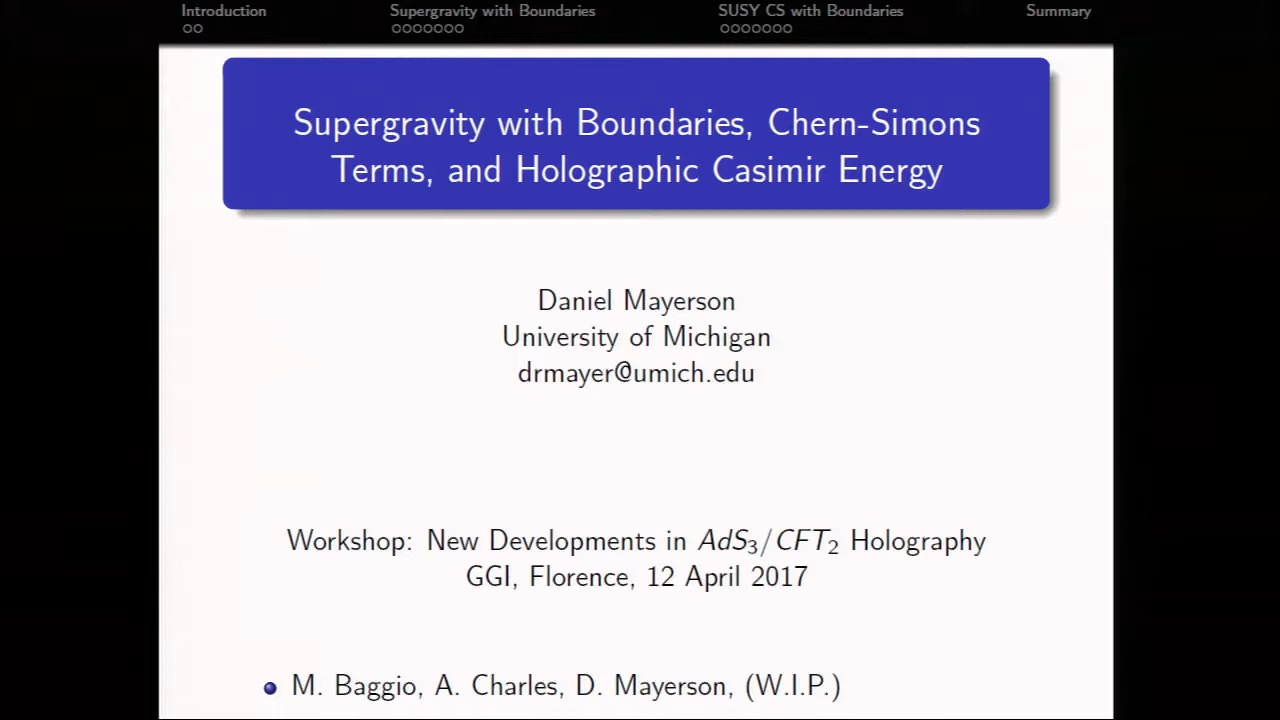 Introduction
Supergravity with Boundaries
SUSY CS with Boundaries
Summary
Supergravity with Boundaries, Chern-Simons
Terms, and Holographic Casimir Energy
Daniel Mayerson
University of Michigan
drmayer@umich.edu
Workshop: New Developments in AdS₃/CFT₂ Holography
GGI, Florence, 12 April 2017
M. Baggio, A. Charles, D. Mayerson, (W.I.P.)